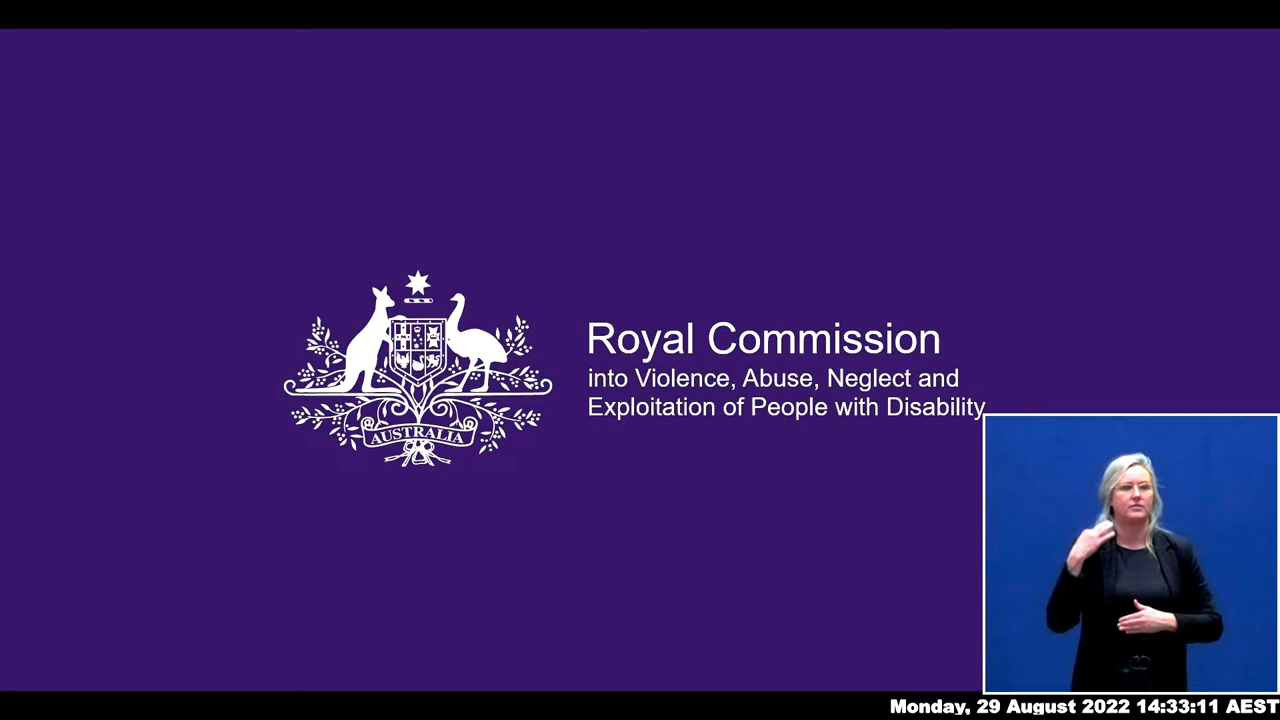 Royal Commission
into Violence, Abuse, Neglect and
Exploitation of People with Disability
AUSTRALIA
Monday, 29 August 2022 14:33:11 AEST